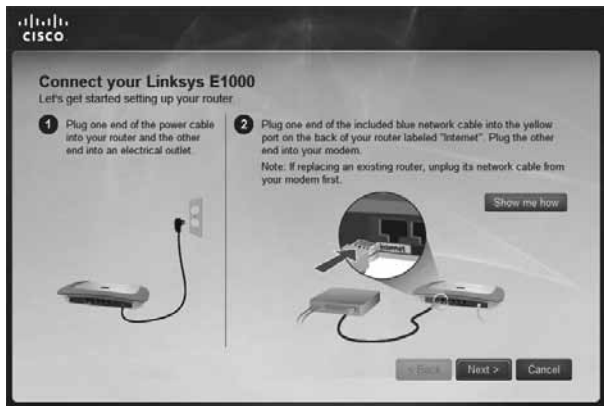 CISCO
Connect your Linksys E1000
Let's get started setting up your router
1
Plug one end of the power cable
into your router and the other
end into an electrical outlet.
2
Plug one end of the included blue network cable into the yellow
port on the back of your router labeled "Internet". Plug the other
end into your modem.
Note: If replacing an existing router, unplug its network cable from
your modem first.
Show me how
Internet
< Back
Next >
Cancel